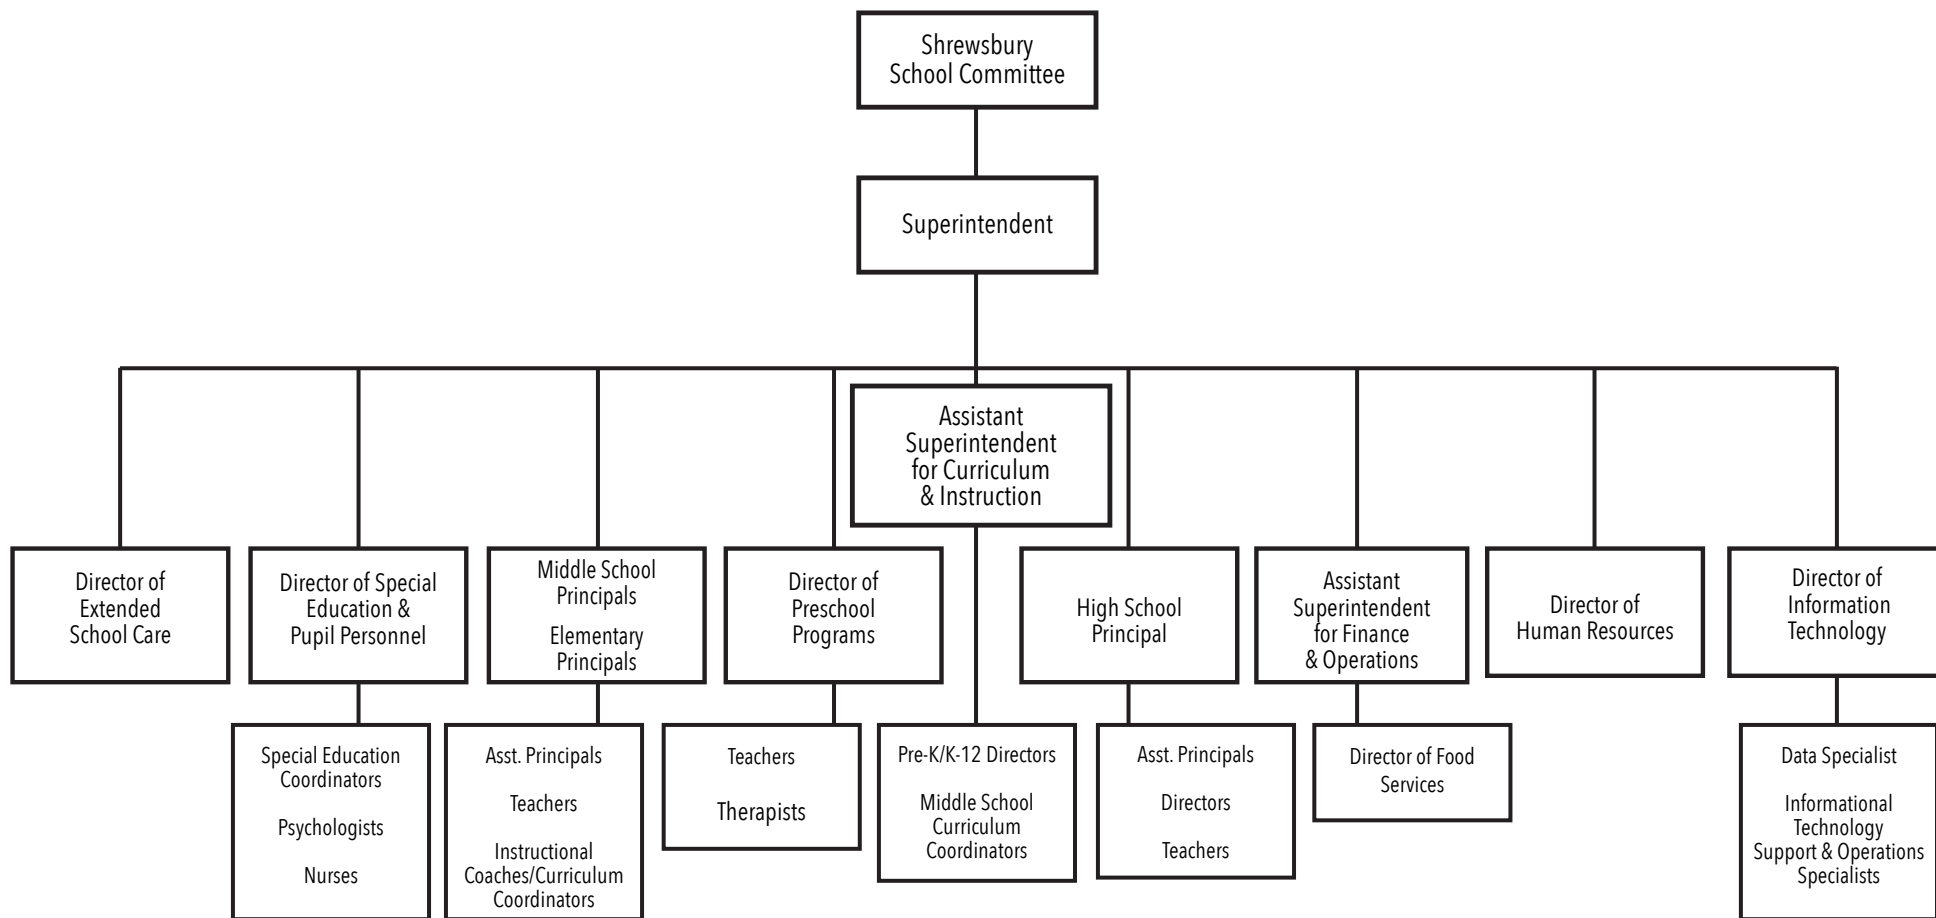 Shrewsbury
School Committee
Superintendent
Assistant
Superintendent
for Curriculum
& Instruction
Director of
Extended
School Care
Director of Special
Education &
Pupil Personnel
Middle School
Principals
Elementary
Principals
Director of
Preschool
Programs
High School
Principal
Assistant
Superintendent
for Finance
& Operations
Director of
Human Resources
Director of
Information
Technology
Special Education
Coordinators
Psychologists
Nurses
Asst. Principals
Teachers
Instructional
Coaches/Curriculum
Coordinators
Teachers
Therapists
Pre-K/K-12 Directors
Middle School
Curriculum
Coordinators
Asst. Principals
Directors
Teachers
Director of Food
Services
Data Specialist
Informational
Technology
Support & Operations
Specialists